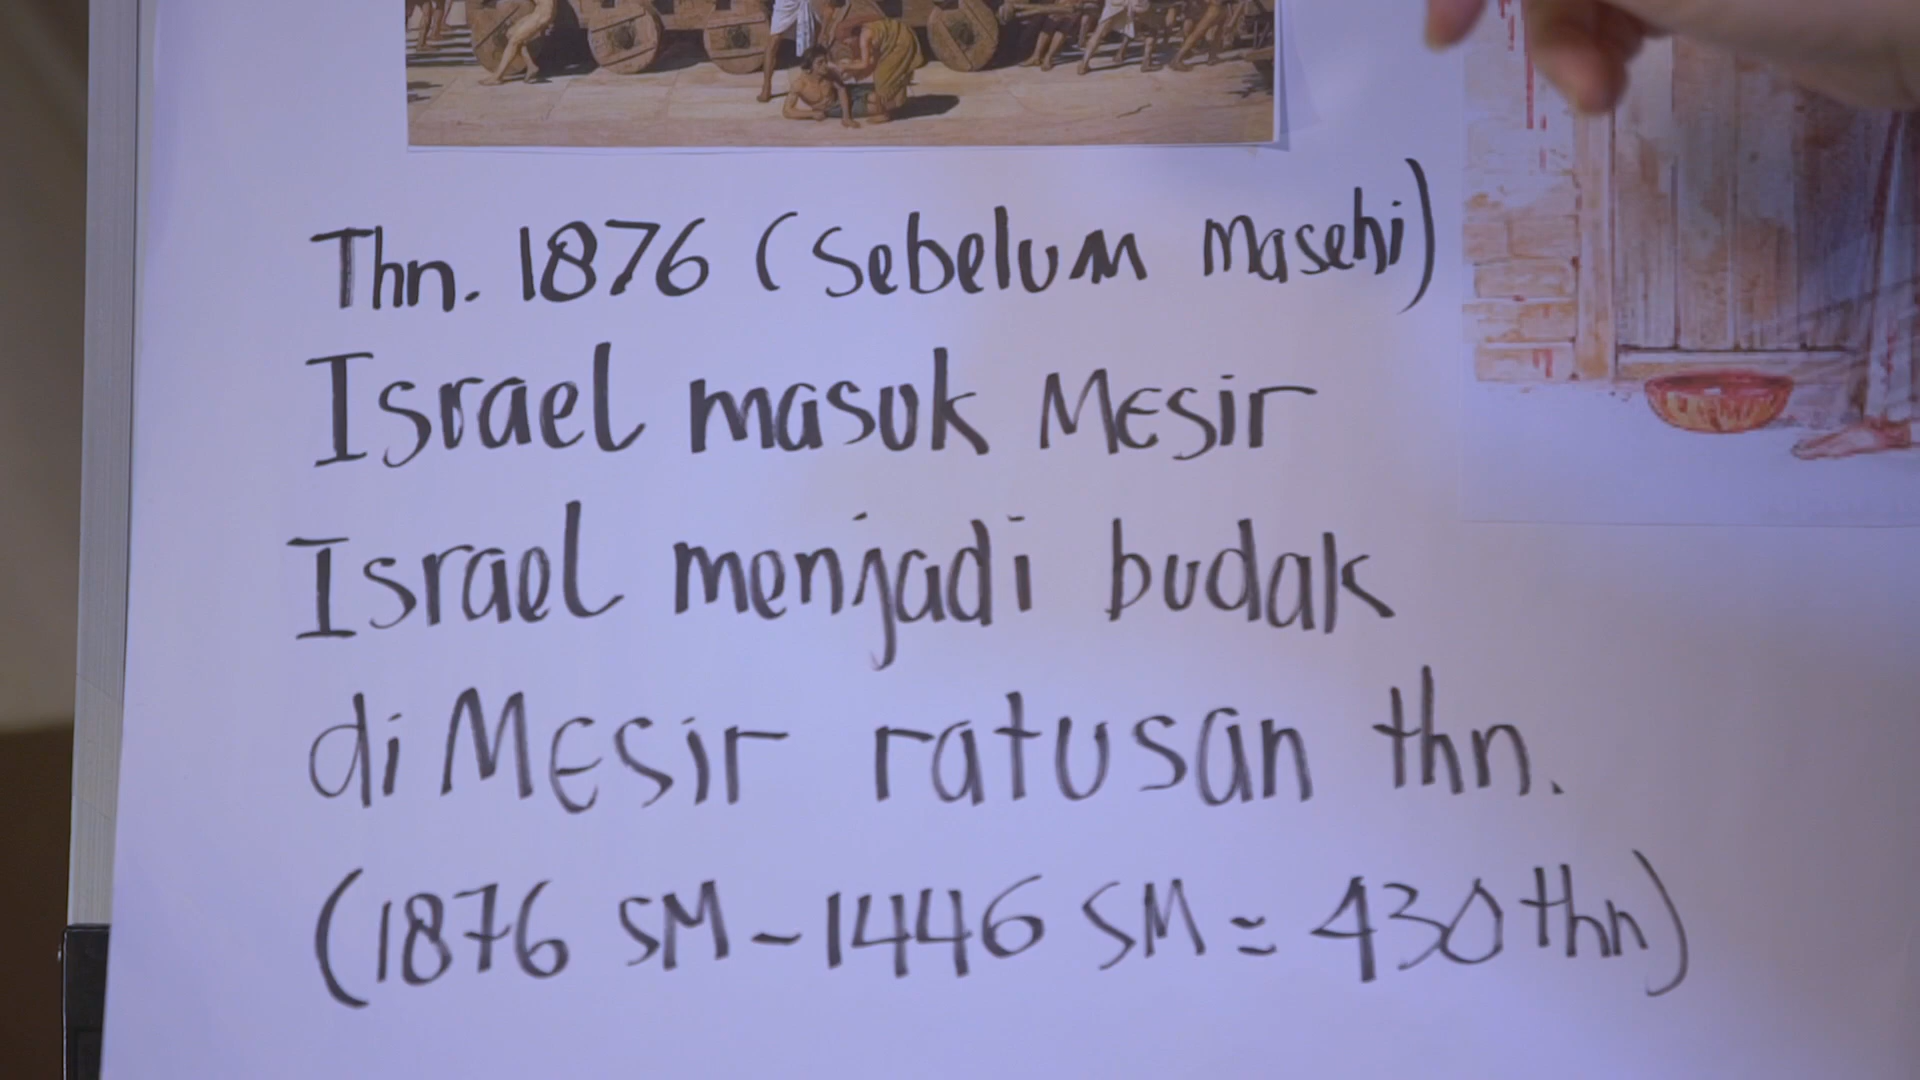 Thn. 1876 (Sebelum Masehi)
Israel masuk Mesir
Israel menjadi budak
di Mesir ratusan thn.
(1876 SM - 1446 SM = 430 thn)